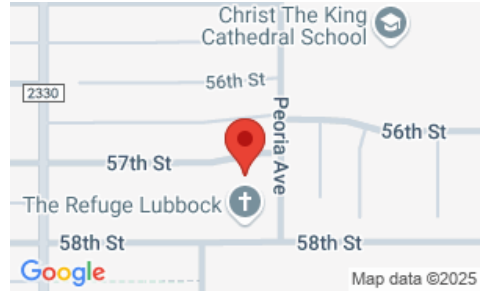 Christ The King
Cathedral School
56th St
2330
Peoria Ave
56th St
57th St
The Refuge Lubbock
58th St
58th St
Google
Map data ©2025